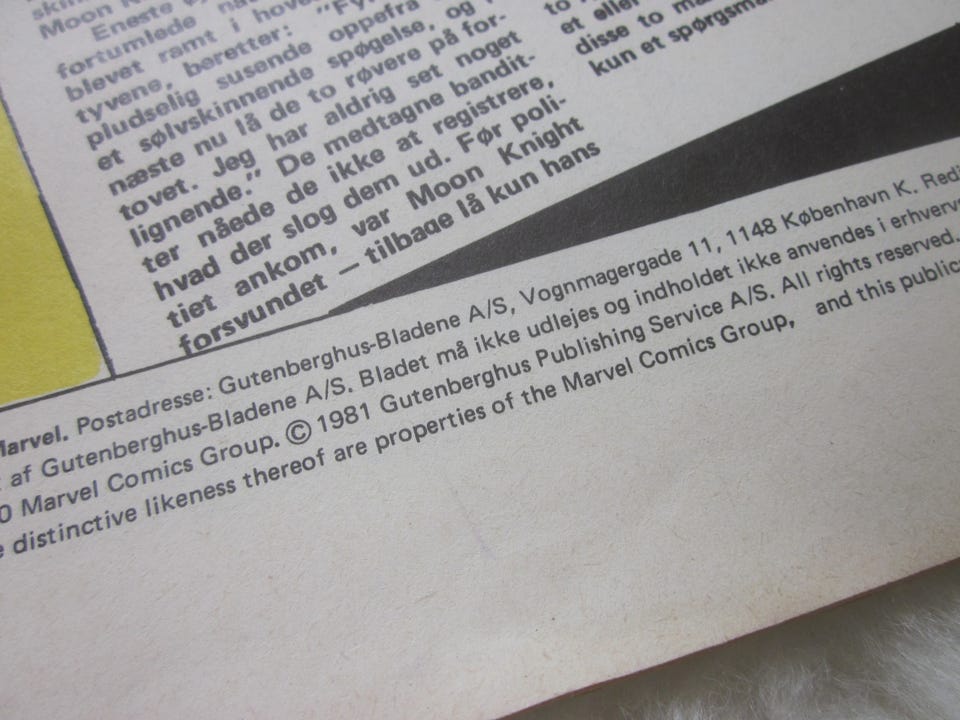 Moon
Eneste
fortumlede
blevet ramt i
tyvene, beretter:
pludselig susende oppefra
et sølvskinnende spøgelse, og
næste nu lå de to røvere på for-
tovet. Jeg har aldrig set noget
lignende." De medtagne bandit-
ter nåede de ikke at registrere,
hvad der slog dem ud. Før poli-
tiet ankom, var Moon Knight
forsvundet — tilbage lå kun hans
to
et eller
disse to
kun et
Marvel. Postadresse: Gutenberghus-Bladene A/S, Vognmagergade 11, 1148 København K.
af Gutenberghus-Bladene A/S. Bladet må ikke udlejes og indholdet ikke anvendes i
0 Marvel Comics Group. © 1981 Gutenberghus Publishing Service A/S. All rights reserved.
distinctive likeness thereof are properties of the Marvel Comics Group, and this